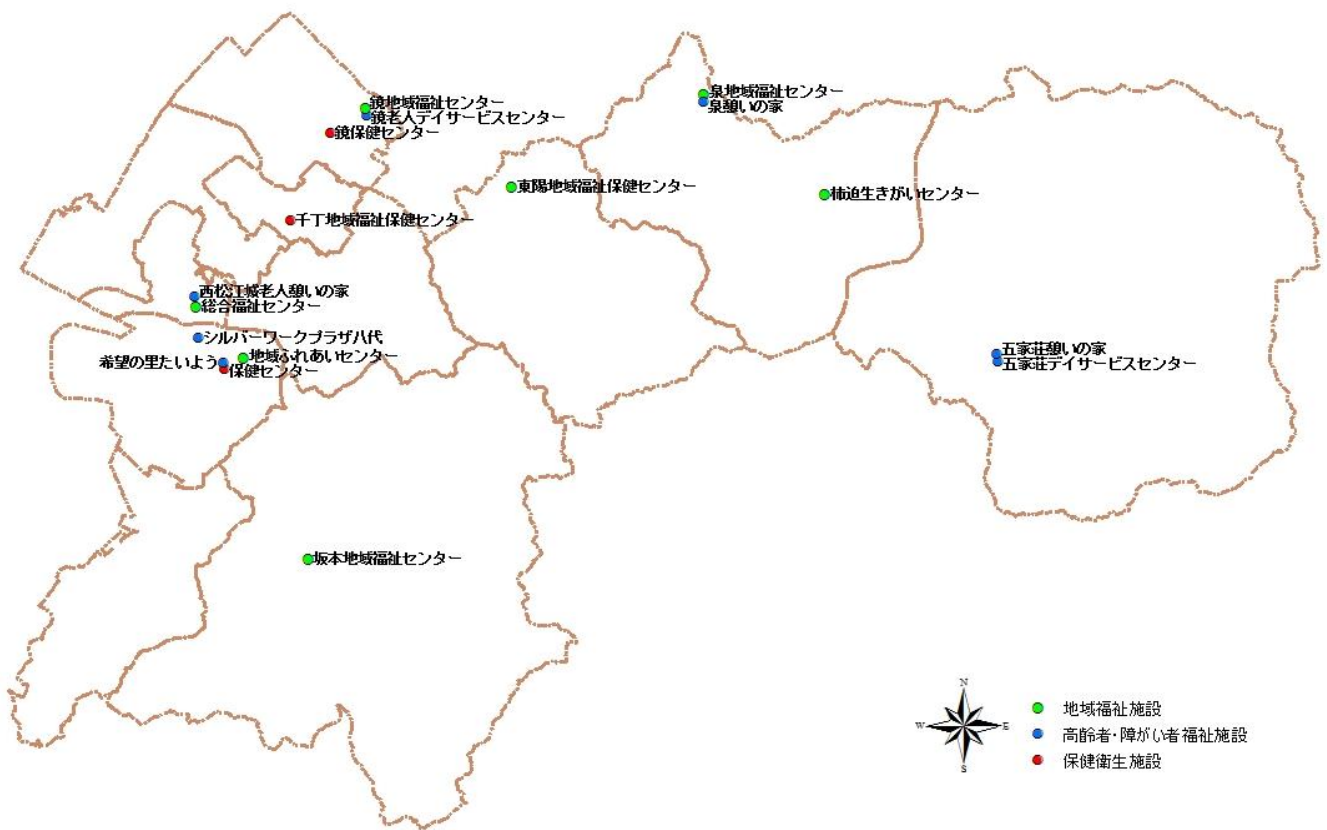 鏡地域福祉センター
鏡老人デイサービスセンター
鏡保健センター
泉地域福祉センター
泉憩いの家
東陽地域福祉保健センター
柿迫生きがいセンター
千丁地域福祉保健センター
西松江城老人憩いの家
総合福祉センター
シルバーワークプラザ八代
地域ふれあいセンター
希望の里たいよう
保健センター
五家荘憩いの家
五家荘デイサービスセンター
坂本地域福祉センター
N
W
E
S
地域福祉施設
高齢者・障がい者福祉施設
保健衛生施設